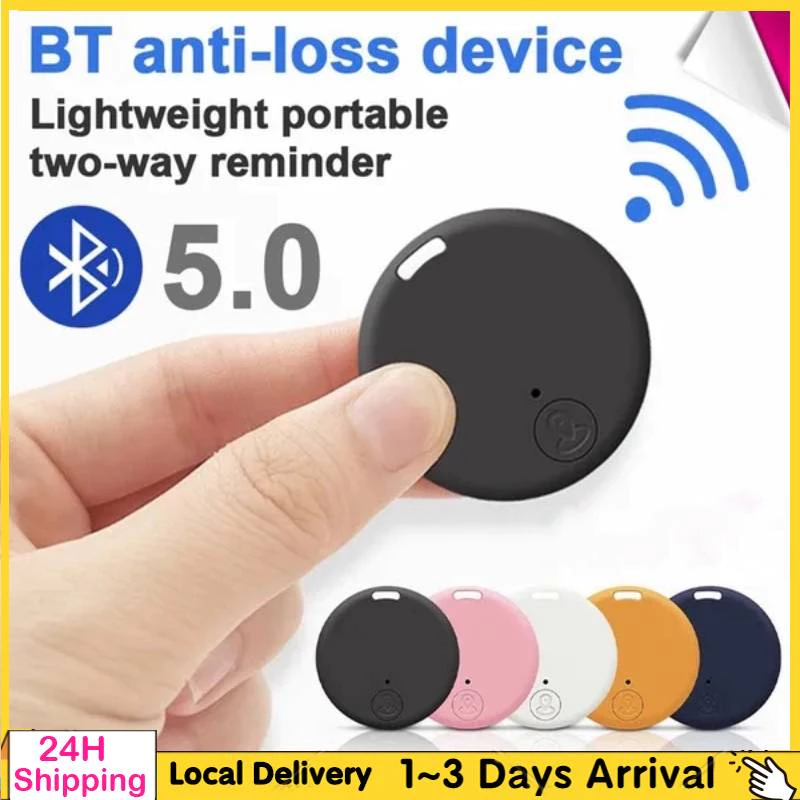 BT anti-loss device
Lightweight portable
two-way reminder
5.0
24H
Shipping
Local Delivery
1~3 Days Arrival